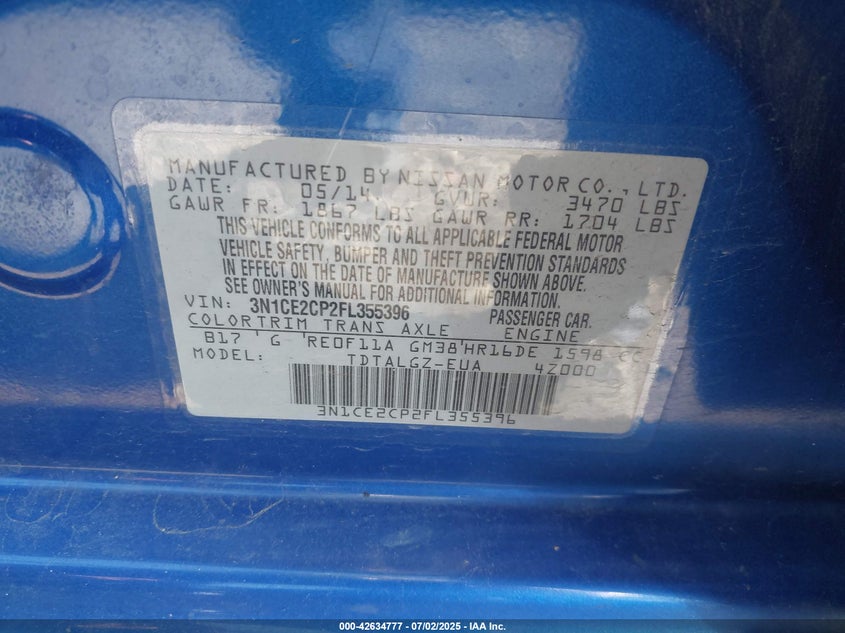 MANUFACTURED BY NISSAN MOTOR CO., LTD.
DATE: 05/14 GVWR: 3470 LBS
GAWR FR: 1867 LBS GAWR RR: 1704 LBS
THIS VEHICLE CONFORMS TO ALL APPLICABLE FEDERAL MOTOR
VEHICLE SAFETY, BUMPER AND THEFT PREVENTION STANDARDS
IN EFFECT ON THE DATE OF MANUFACTURE SHOWN ABOVE.
SEE OWNER'S MANUAL FOR ADDITIONAL INFORMATION
VIN: 3N1CE2CP2FL355396 PASSENGER CAR.
COLORTRIM TRANS AXLE ENGINE
B17 ' G 'RE0F11A GM38'HR16DE 1598 CC
MODEL: TDTALGZ-EUA 4Z000
3N1CE2CP2FL355396
000-42634777 - 07/02/2025 - IAA Inc.